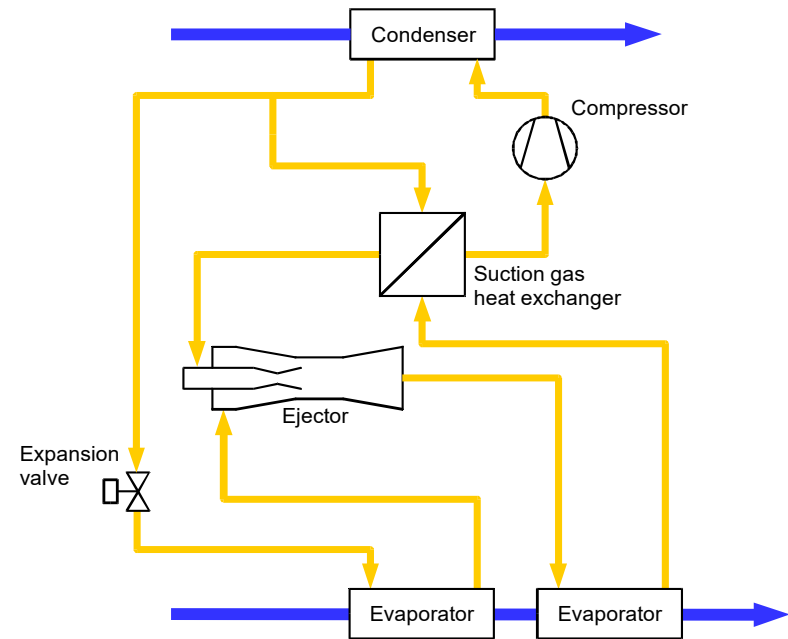 Condenser
Compressor
Suction gas
heat exchanger
Ejector
Expansion
valve
Evaporator
Evaporator